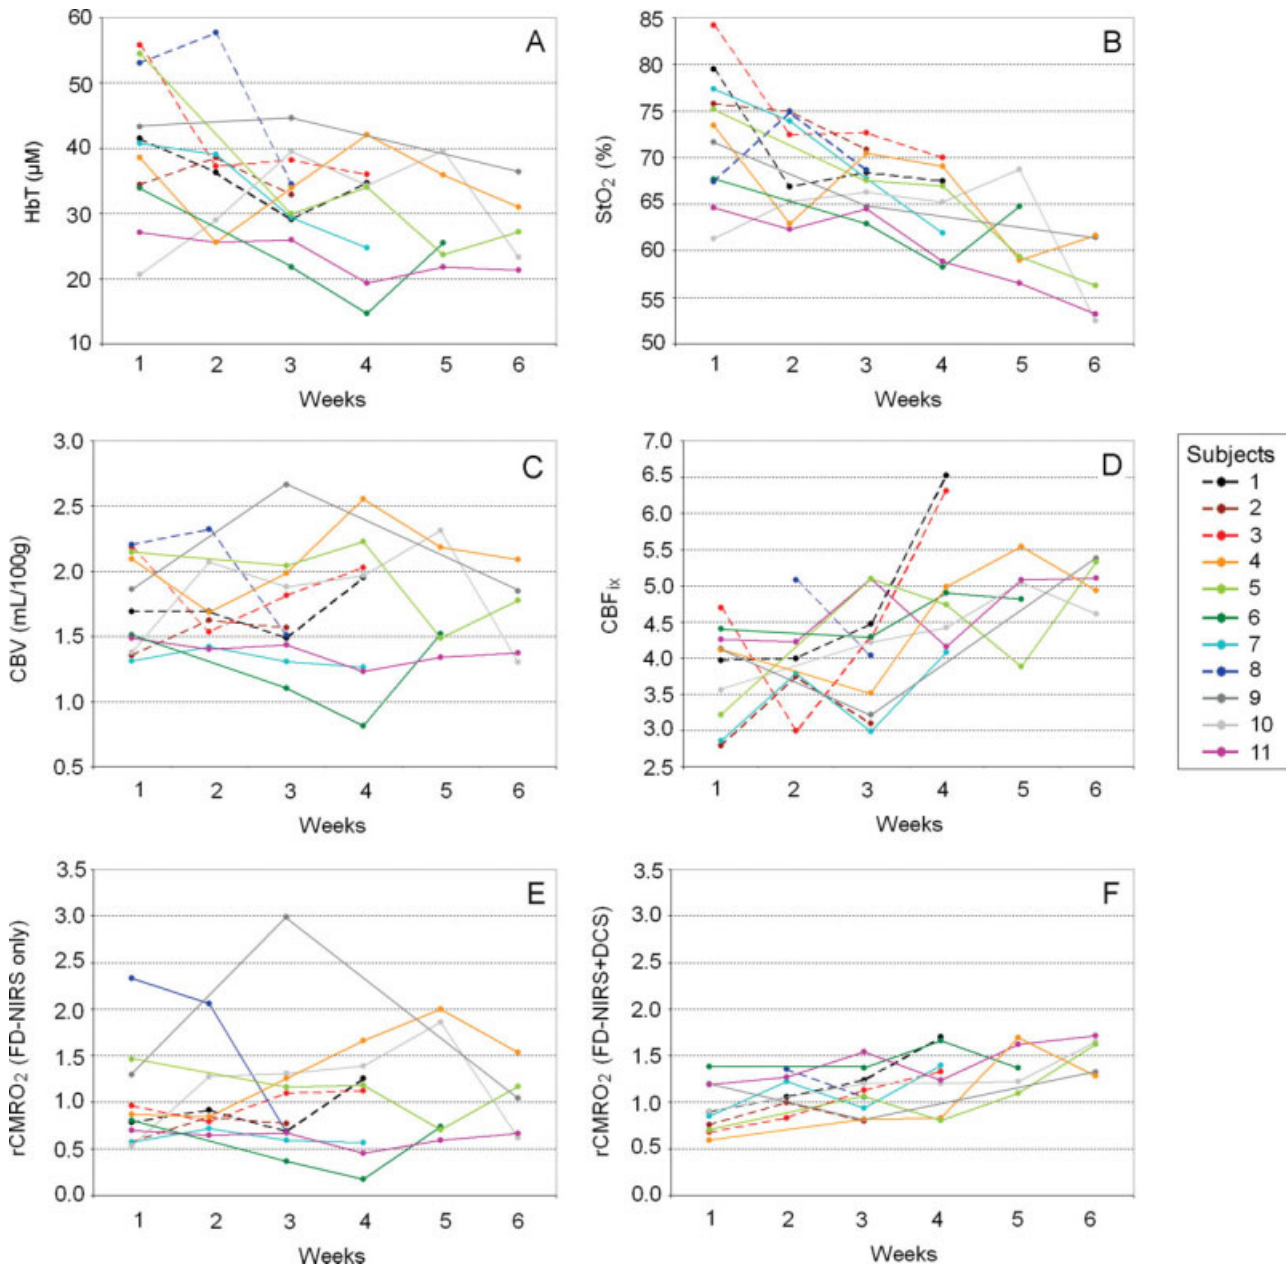 A
HbT (µM)
60
50
40
30
20
10
1 2 3 4 5 6
Weeks
B
StO2 (%)
85
80
75
70
65
60
55
50
1 2 3 4 5 6
Weeks
C
CBV (mL/100g)
3.0
2.5
2.0
1.5
1.0
0.5
1 2 3 4 5 6
Weeks
D
CBFIx
7.0
6.5
6.0
5.5
5.0
4.5
4.0
3.5
3.0
2.5
1 2 3 4 5 6
Weeks
Subjects
1
2
3
4
5
6
7
8
9
10
11
E
rCMRO2 (FD-NIRS only)
3.5
3.0
2.5
2.0
1.5
1.0
0.5
0.0
1 2 3 4 5 6
Weeks
F
rCMRO2 (FD-NIRS+DCS)
3.5
3.0
2.5
2.0
1.5
1.0
0.5
0.0
1 2 3 4 5 6
Weeks